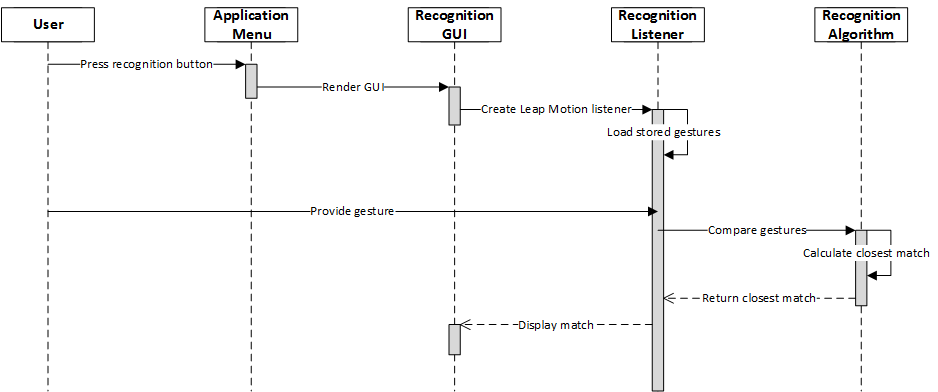 User
Application
Menu
Recognition
GUI
Recognition
Listener
Recognition
Algorithm
Press recognition button
Render GUI
Create Leap Motion listener
Load stored gestures
Provide gesture
Compare gestures
Calculate closest match
Return closest match
Display match